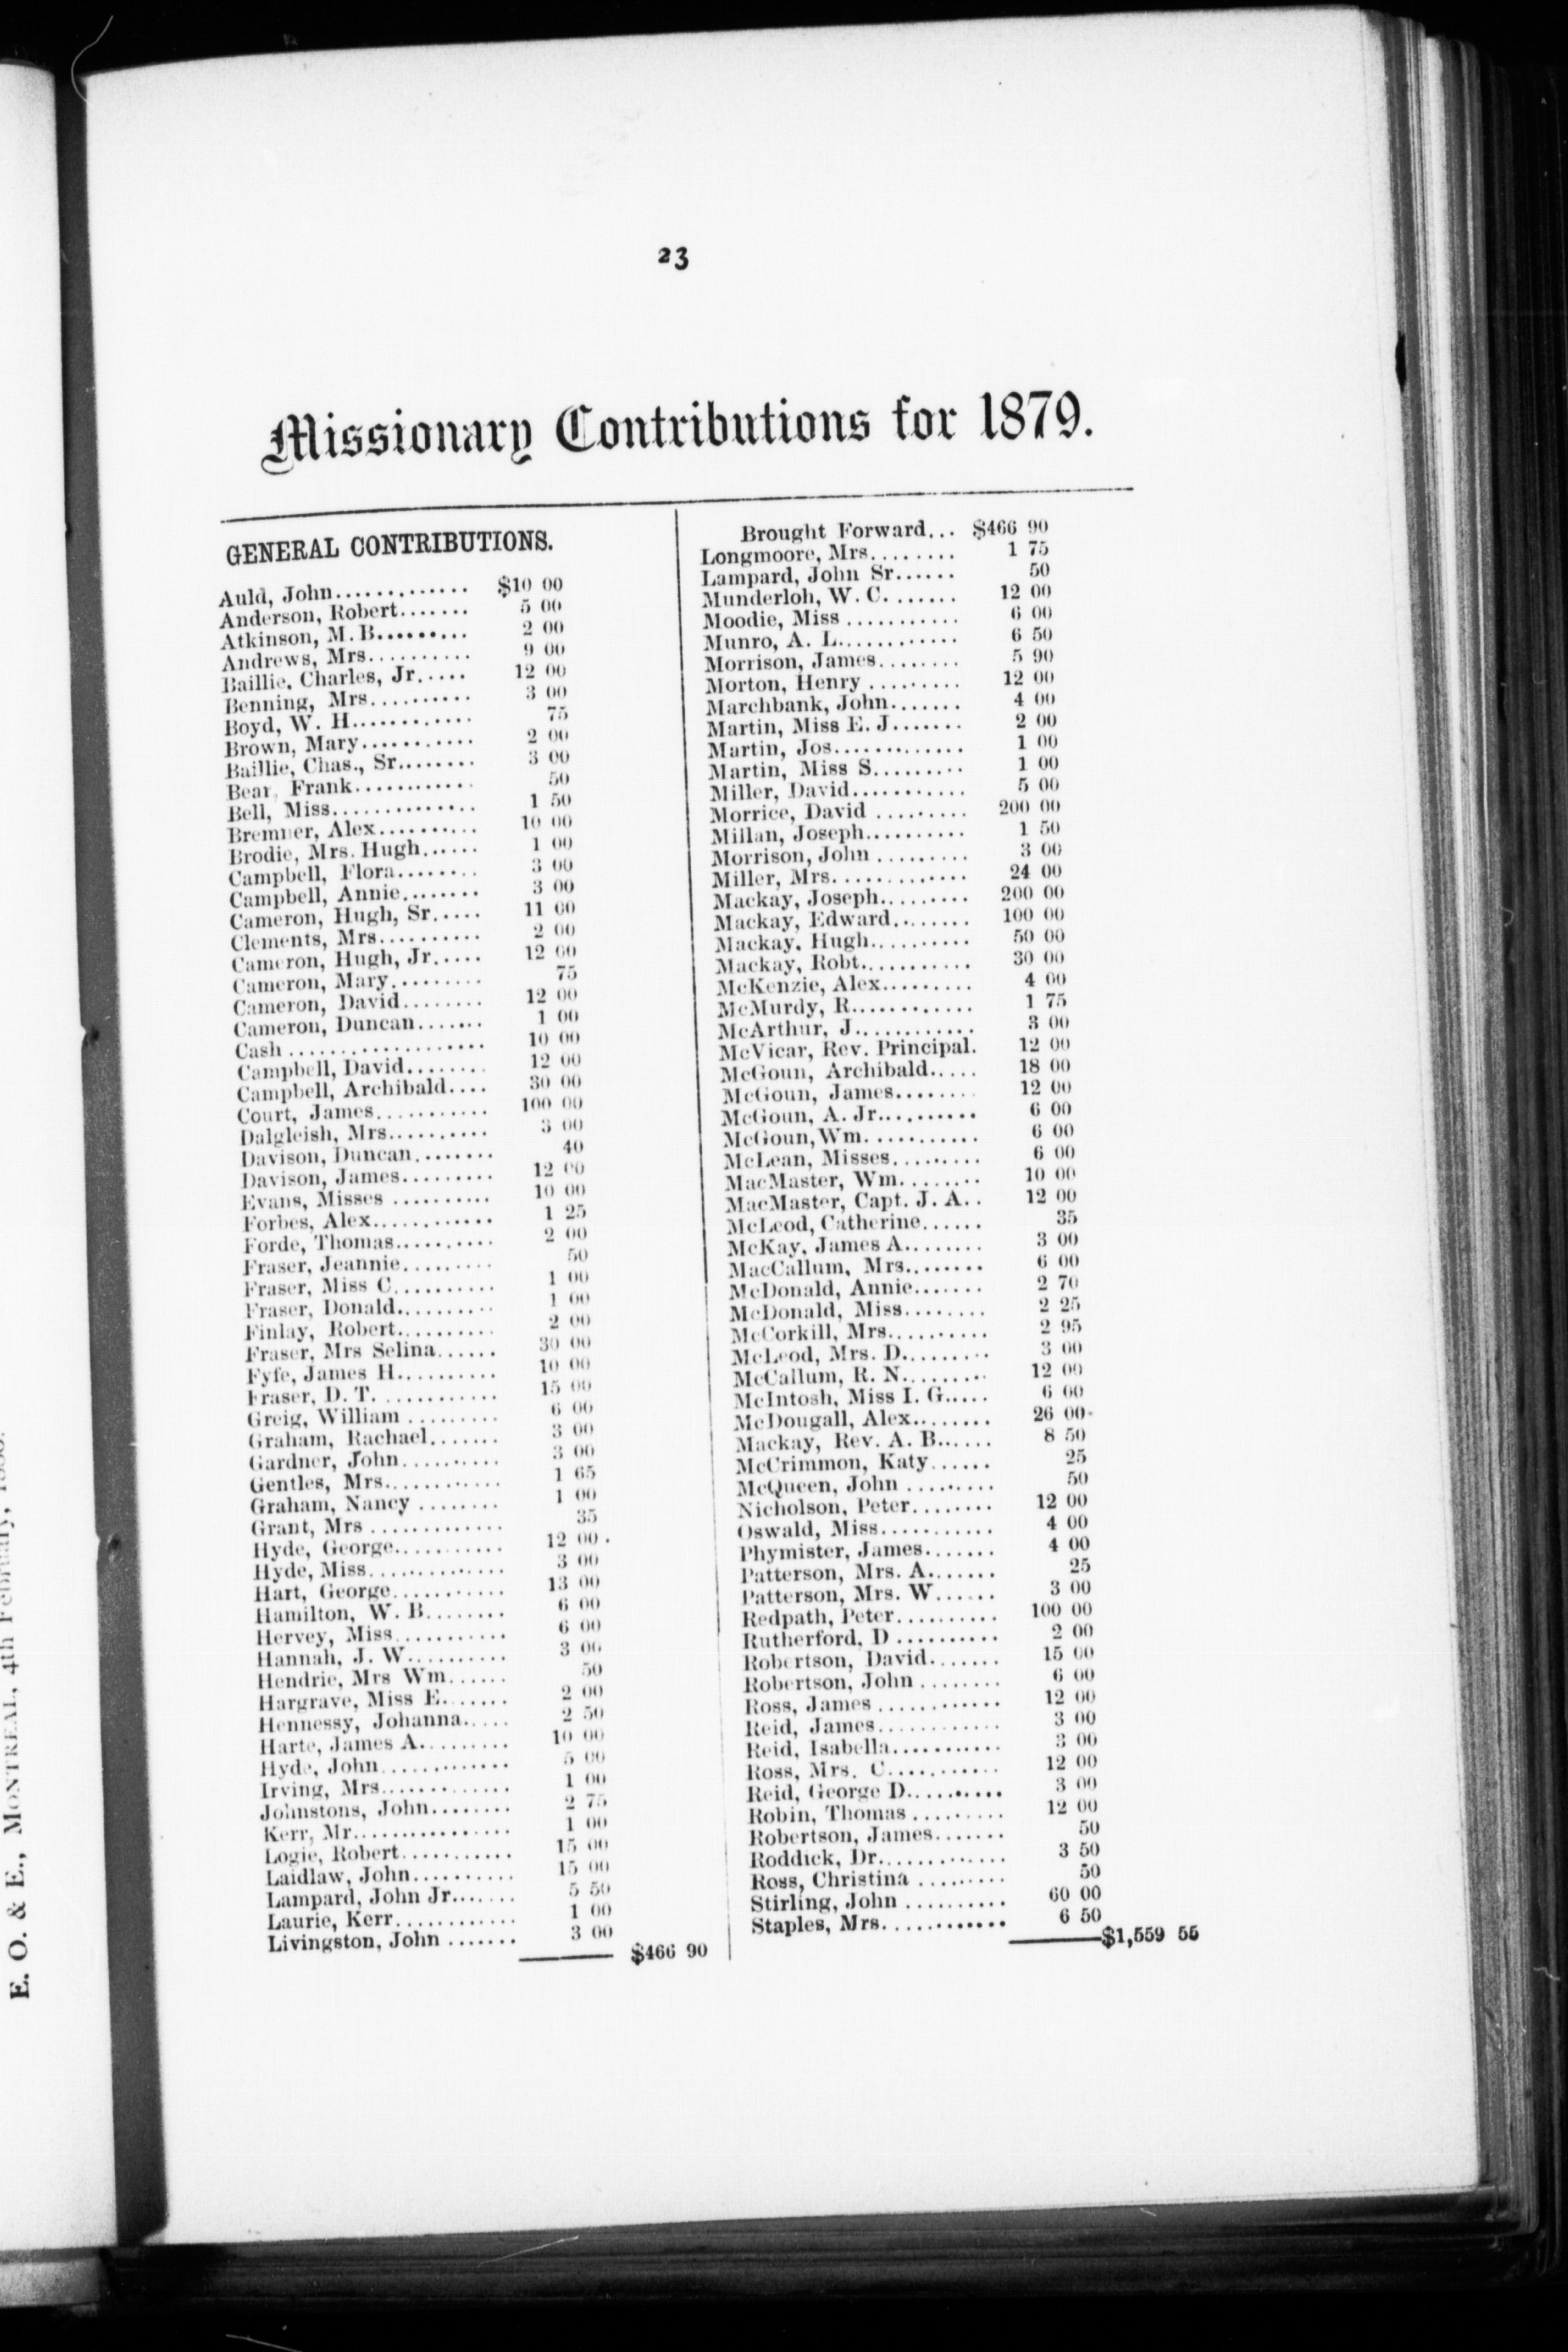 23
Missionary Contributions for 1879.
GENERAL CONTRIBUTIONS.
Auld, John............. $10 00
Anderson, Robert....... 5 00
Atkinson, M. B......... 2 00
Andrews, Mrs.......... 9 00
Baillie, Charles, Jr..... 12 00
Benning, Mrs.......... 3 00
Boyd, W. H............ 75
Brown, Mary........... 2 00
Baillie, Chas., Sr........ 3 00
Bear, Frank............ 50
Bell, Miss.............. 1 50
Bremner, Alex.......... 10 00
Brodie, Mrs. Hugh...... 1 00
Campbell, Flora........ 3 00
Campbell, Annie........ 3 00
Cameron, Hugh, Sr..... 11 00
Clements, Mrs.......... 2 00
Cameron, Hugh, Jr..... 12 00
Cameron, Mary......... 75
Cameron, David........ 12 00
Cameron, Duncan....... 1 00
Cash ................... 10 00
Campbell, David........ 12 00
Campbell, Archibald.... 30 00
Court, James........... 100 00
Dalgleish, Mrs.......... 3 00
Davison, Duncan........ 40
Davison, James......... 12 00
Evans, Misses .......... 10 00
Forbes, Alex............ 1 25
Forde, Thomas.......... 2 00
Fraser, Jeannie......... 50
Fraser, Miss C.......... 1 00
Fraser, Donald.......... 1 00
Finlay, Robert.......... 2 00
Fraser, Mrs Selina...... 30 00
Fyfe, James H.......... 10 00
Fraser, D. T. ........... 15 00
Greig, William ......... 6 00
Graham, Rachael....... 3 00
Gardner, John.......... 3 00
Gentles, Mrs............ 1 65
Graham, Nancy ........ 1 00
Grant, Mrs ............. 35
Hyde, George........... 12 00
Hyde, Miss.............. 3 00
Hart, George........... 13 00
Hamilton, W. B........ 6 00
Hervey, Miss........... 6 00
Hannah, J. W.......... 3 00
Hendrie, Mrs Wm...... 50
Hargrave, Miss E....... 2 00
Hennessy, Johanna..... 2 50
Harte, James A......... 10 00
Hyde, John............. 5 00
Irving, Mrs............. 1 00
Johnstons, John........ 2 75
Kerr, Mr................ 1 00
Logie, Robert........... 15 00
Laidlaw, John.......... 15 00
Lampard, John Jr....... 5 50
Laurie, Kerr............ 1 00
Livingston, John ....... 3 00
$466 90
Brought Forward... $466 90
Longmoore, Mrs........ 1 75
Lampard, John Sr...... 50
Munderloh, W. C....... 12 00
Moodie, Miss ........... 6 00
Munro, A. L............ 6 50
Morrison, James........ 5 90
Morton, Henry ......... 12 00
Marchbank, John....... 4 00
Martin, Miss E. J....... 2 00
Martin, Jos............. 1 00
Martin, Miss S......... 1 00
Miller, David........... 5 00
Morrice, David ......... 200 00
Millan, Joseph.......... 1 50
Morrison, John ......... 3 00
Miller, Mrs............. 24 00
Mackay, Joseph......... 200 00
Mackay, Edward........ 100 00
Mackay, Hugh.......... 50 00
Mackay, Robt........... 30 00
McKenzie, Alex......... 4 00
McMurdy, R............ 1 75
McArthur, J............ 3 00
McVicar, Rev. Principal. 12 00
McGoun, Archibald..... 18 00
McGoun, James........ 12 00
McGoun, A. Jr.......... 6 00
McGoun, Wm........... 6 00
McLean, Misses......... 6 00
MacMaster, Wm........ 10 00
MacMaster, Capt. J. A.. 12 00
McLeod, Catherine...... 35
McKay, James A........ 3 00
MacCallum, Mrs........ 6 00
McDonald, Annie....... 2 70
McDonald, Miss........ 2 25
McCorkill, Mrs.......... 2 95
McLeod, Mrs. D........ 3 00
McCallum, R. N........ 12 00
McIntosh, Miss I. G..... 6 00
McDougall, Alex........ 26 00
Mackay, Rev. A. B...... 8 50
McCrimmon, Katy...... 25
McQueen, John ......... 50
Nicholson, Peter........ 12 00
Oswald, Miss........... 4 00
Phymister, James....... 4 00
Patterson, Mrs. A....... 25
Patterson, Mrs. W...... 3 00
Redpath, Peter.......... 100 00
Rutherford, D .......... 2 00
Robertson, David....... 15 00
Robertson, John ........ 6 00
Ross, James ............ 12 00
Reid, James............. 3 00
Reid, Isabella........... 3 00
Ross, Mrs. C........... 12 00
Reid, George D.......... 3 00
Robin, Thomas ......... 12 00
Robertson, James....... 50
Roddick, Dr............. 3 50
Ross, Christina ......... 50
Stirling, John .......... 60 00
Staples, Mrs............ 6 50
$1,559 55
E. O. & E., MONTREAL, 4th February,